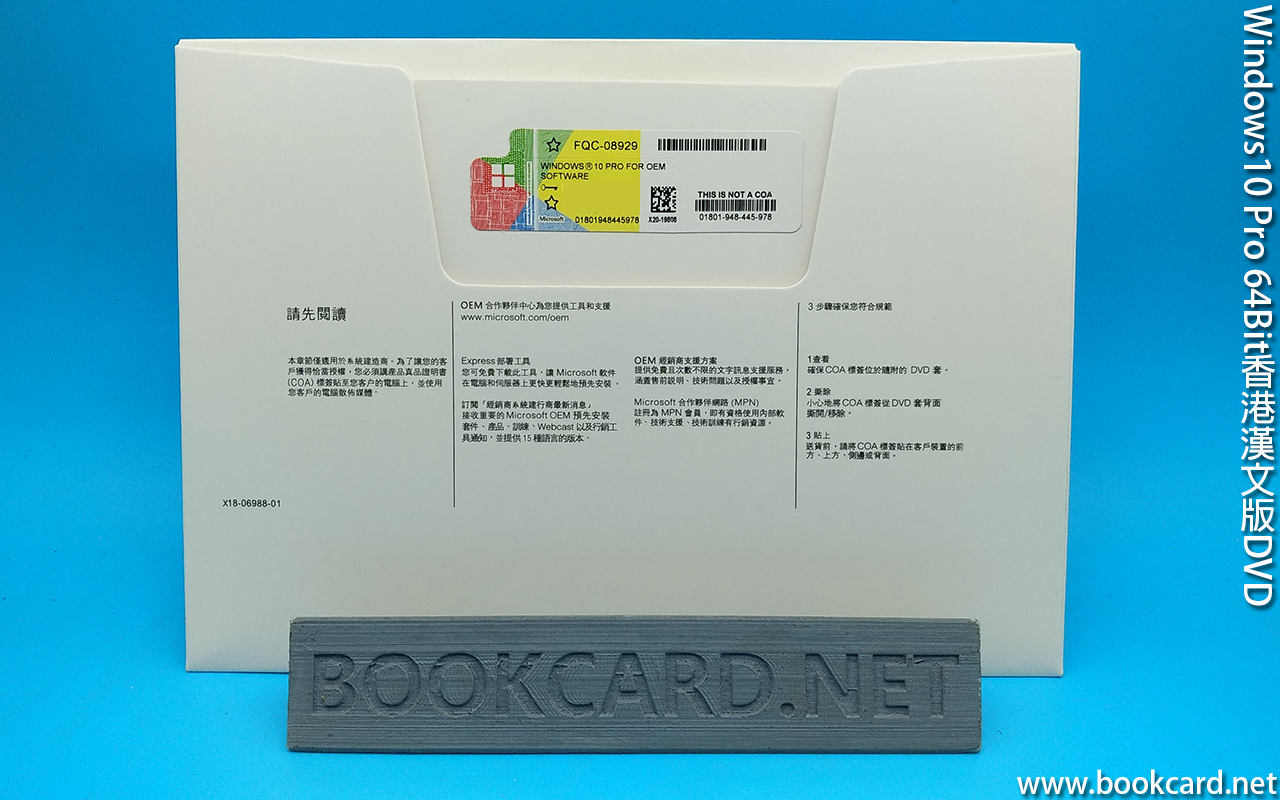 FQC-08929
WINDOWS® 10 PRO FOR OEM
SOFTWARE
Microsoft
Microsoft
01801948445978
X20-19808
THIS IS NOT A COA
01801-948-445-978
請先閱讀
本章節僅適用於系統建造商。為了讓您的客
戶獲得恰當授權，您必須講產品真品證明書
(COA) 標簽貼至您客户的電腦上，並使用
您客戶的電腦散佈媒體。
X18-06988-01
OEM 合作夥伴中心為您提供工具和支援
www.microsoft.com/oem
Express 部署工具
您可免費下載此工具，讓 Microsoft 軟件
在電腦和伺服器上更快更輕鬆地預先安裝。
訂閱「經銷商系統建行商最新消息」
接收重要的 Microsoft OEM 預先安裝
套件、產品、訓練、Webcast 以及行銷工
具通知，並提供 15 種語言的版本。
OEM 經銷商支援方案
提供免費且次數不限的文字訊息支援服務，
涵蓋售前説明、技術問題以及授權事宜。
Microsoft 合作夥伴網路 (MPN)
註冊為 MPN 會員，即有資格使用內部軟
件、技術支援、技術訓練有行銷資源。
3 步驟確保您符合規範
1查看
確保 COA 標簽位於隨附的 DVD 套。
2 撕除
小心地將 COA 標簽從 DVD 套背面
撕開/移除。
3 貼上
送貨前，請將 COA 標簽貼在客戶裝置的前
方、上方、側邊或背面。
BOOKCARD.NET
Windows10 Pro 64Bit香港漢文版DVD
www.bookcard.net